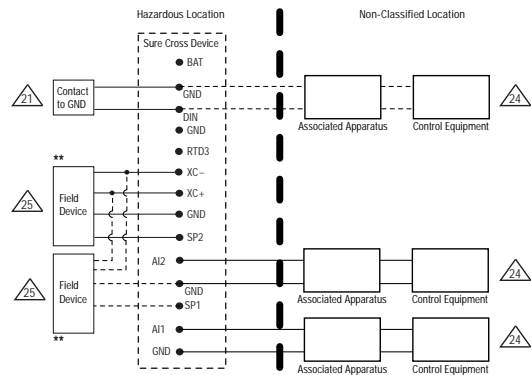 Hazardous Location
Non-Classified Location
Sure Cross Device
BAT
21
Contact
to GND
GND
DIN
GND
RTD3
Associated Apparatus
Control Equipment
24
**
25
Field
Device
XC−
XC+
GND
SP2
25
Field
Device
**
AI2
GND
SP1
Associated Apparatus
Control Equipment
24
AI1
GND
Associated Apparatus
Control Equipment
24